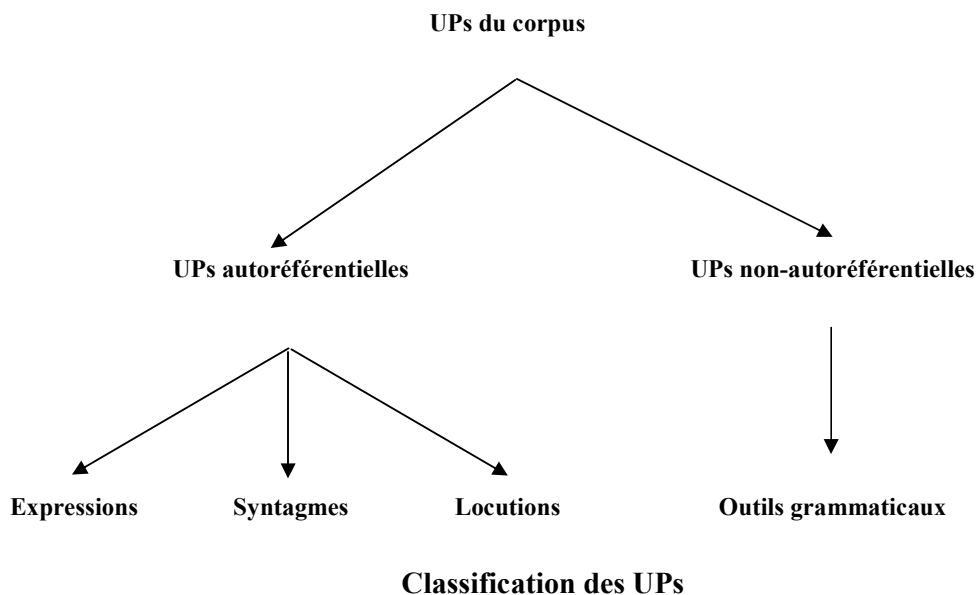 UPs du corpus
UPs autoréférentielles
UPs non-autoréférentielles
Expressions
Syntagmes
Locutions
Outils grammaticaux
Classification des UPs